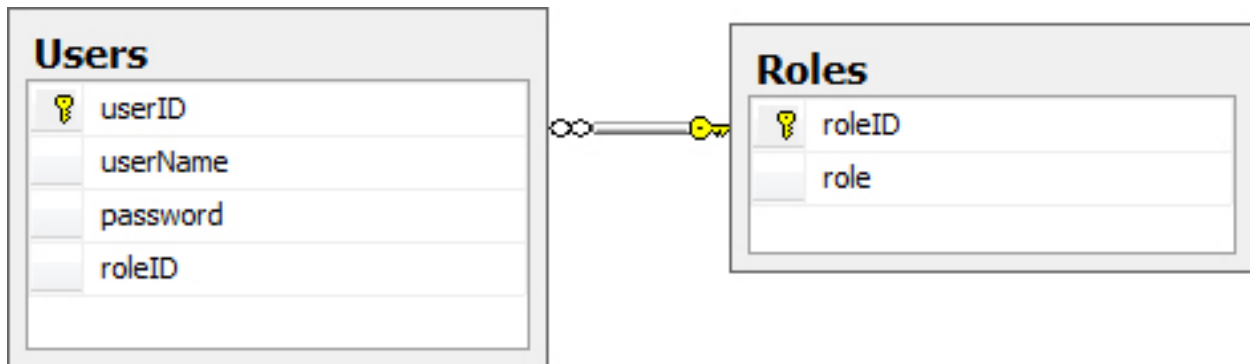 Users
userID
userName
password
roleID
Roles
roleID
role